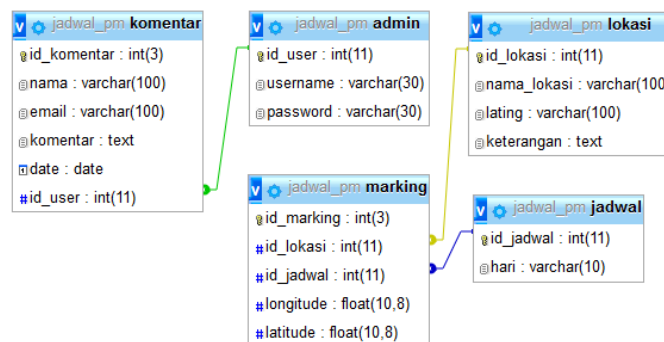 jadwal_pm komentar
id_komentar : int(3)
nama : varchar(100)
email : varchar(100)
komentar : text
date : date
#id_user : int(11)
jadwal_pm admin
id_user : int(11)
username : varchar(30)
password : varchar(30)
jadwal_pm lokasi
id_lokasi : int(11)
nama_lokasi : varchar(100
lating : varchar(100)
keterangan : text
jadwal_pm marking
id_marking : int(3)
#id_lokasi : int(11)
#id_jadwal : int(11)
#longitude : float(10,8)
#latitude : float(10,8)
jadwal_pm jadwal
id_jadwal : int(11)
hari : varchar(10)